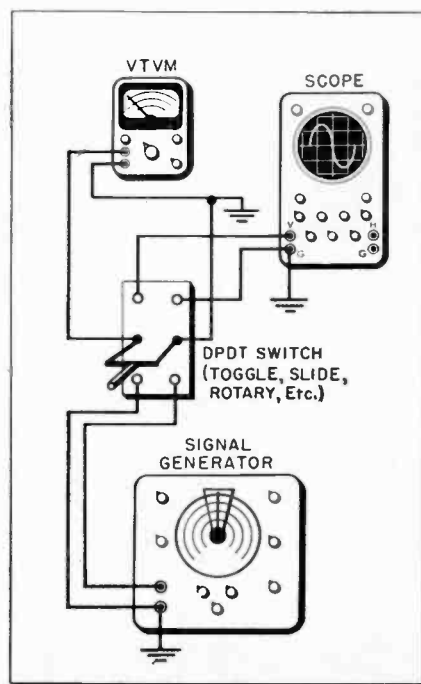 VTVM
SCOPE
V
H
G
G
DPDT SWITCH
(TOGGLE, SLIDE,
ROTARY, Etc.)
SIGNAL
GENERATOR